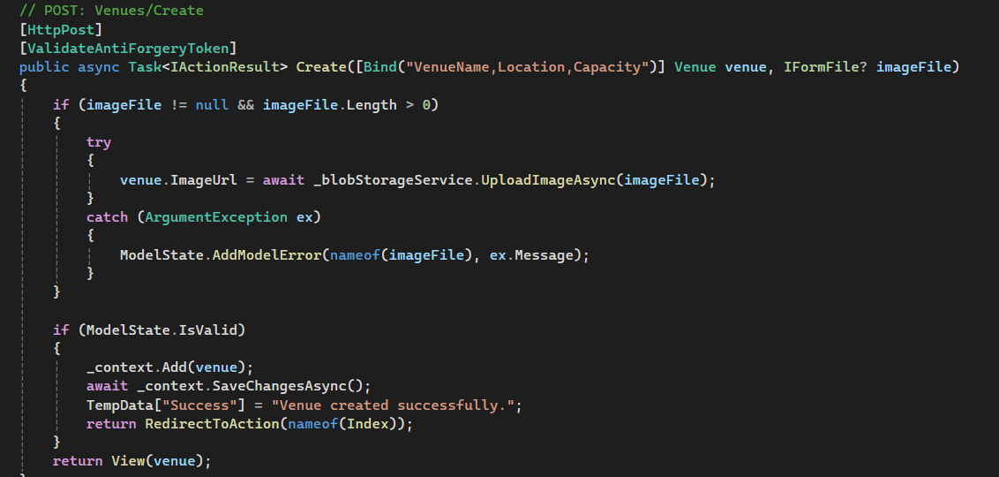 // POST: Venues/Create
[HttpPost]
[ValidateAntiForgeryToken]
public async Task<IActionResult> Create([Bind("VenueName,Location,Capacity")] Venue venue, IFormFile? imageFile)
{
    if (imageFile != null && imageFile.Length > 0)
    {
        try
        {
            venue.ImageUrl = await _blobStorageService.UploadImageAsync(imageFile);
        }
        catch (ArgumentException ex)
        {
            ModelState.AddModelError(nameof(imageFile), ex.Message);
        }
    }

    if (ModelState.IsValid)
    {
        _context.Add(venue);
        await _context.SaveChangesAsync();
        TempData["Success"] = "Venue created successfully.";
        return RedirectToAction(nameof(Index));
    }
    return View(venue);